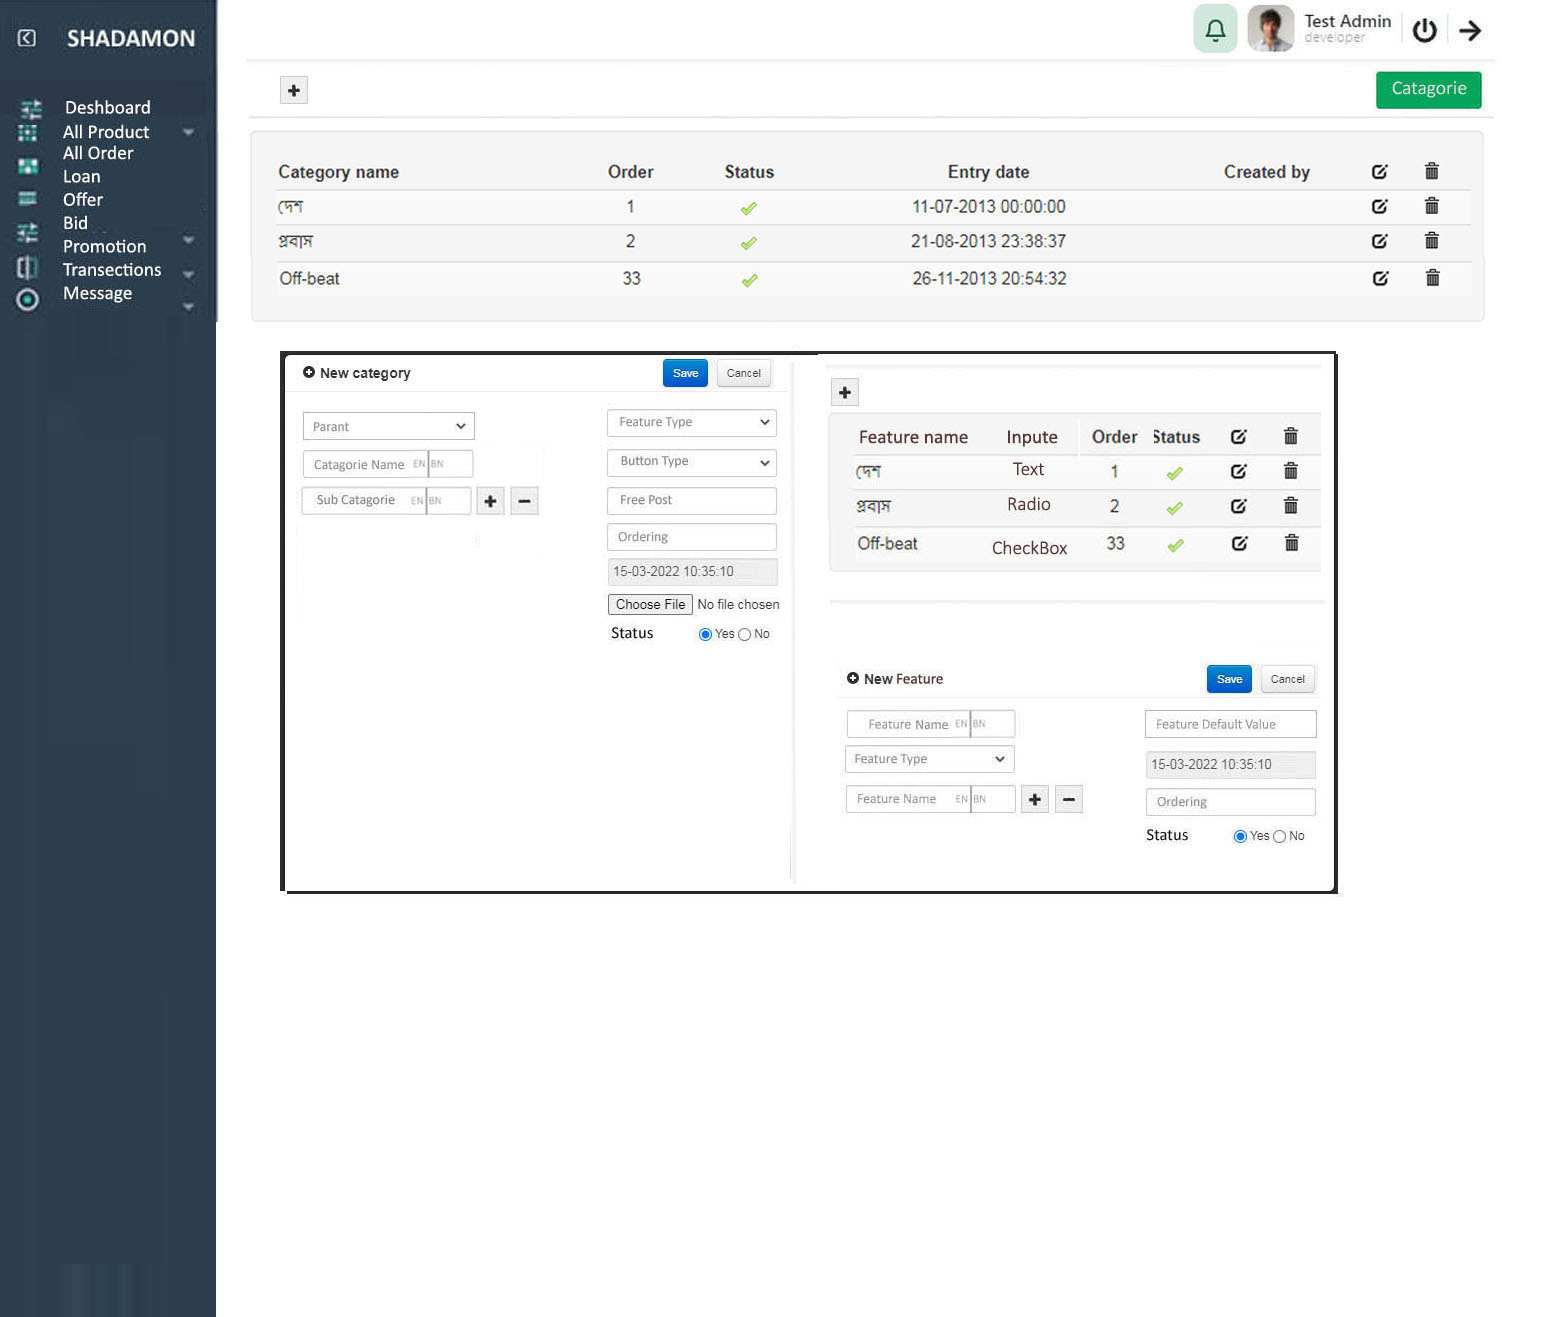 SHADAMON
Test Admin
developer
Deshboard
All Product
All Order
Loan
Offer
Bid
Promotion
Transections
Message
Catagorie
Category name Order Status Entry date Created by
দেশ 1 11-07-2013 00:00:00
প্রবাস 2 21-08-2013 23:38:37
Off-beat 33 26-11-2013 20:54:32
New category Save Cancel
Parant
Catagorie Name EN BN
Sub Catagorie EN BN
Feature Type
Button Type
Free Post
Ordering
15-03-2022 10:35:10
Choose File No file chosen
Status Yes No
Feature name Inpute Order Status
দেশ Text 1
প্রবাস Radio 2
Off-beat CheckBox 33
New Feature Save Cancel
Feature Name EN BN
Feature Type
Feature Name EN BN
Feature Default Value
15-03-2022 10:35:10
Ordering
Status Yes No